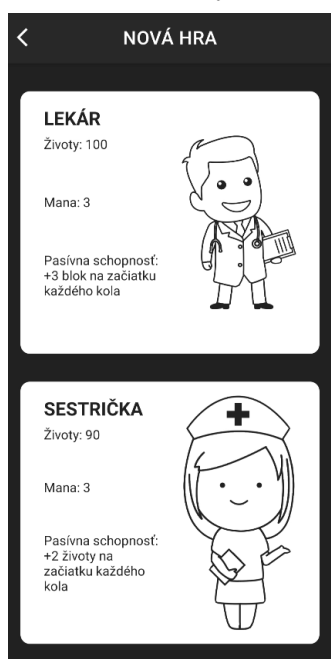 NOVÁ HRA
LEKÁR
Životy: 100
Mana: 3
Pasívna schopnosť:
+3 blok na začiatku
každého kola
SESTRIČKA
Životy: 90
Mana: 3
Pasívna schopnosť:
+2 životy na
začiatku každého
kola